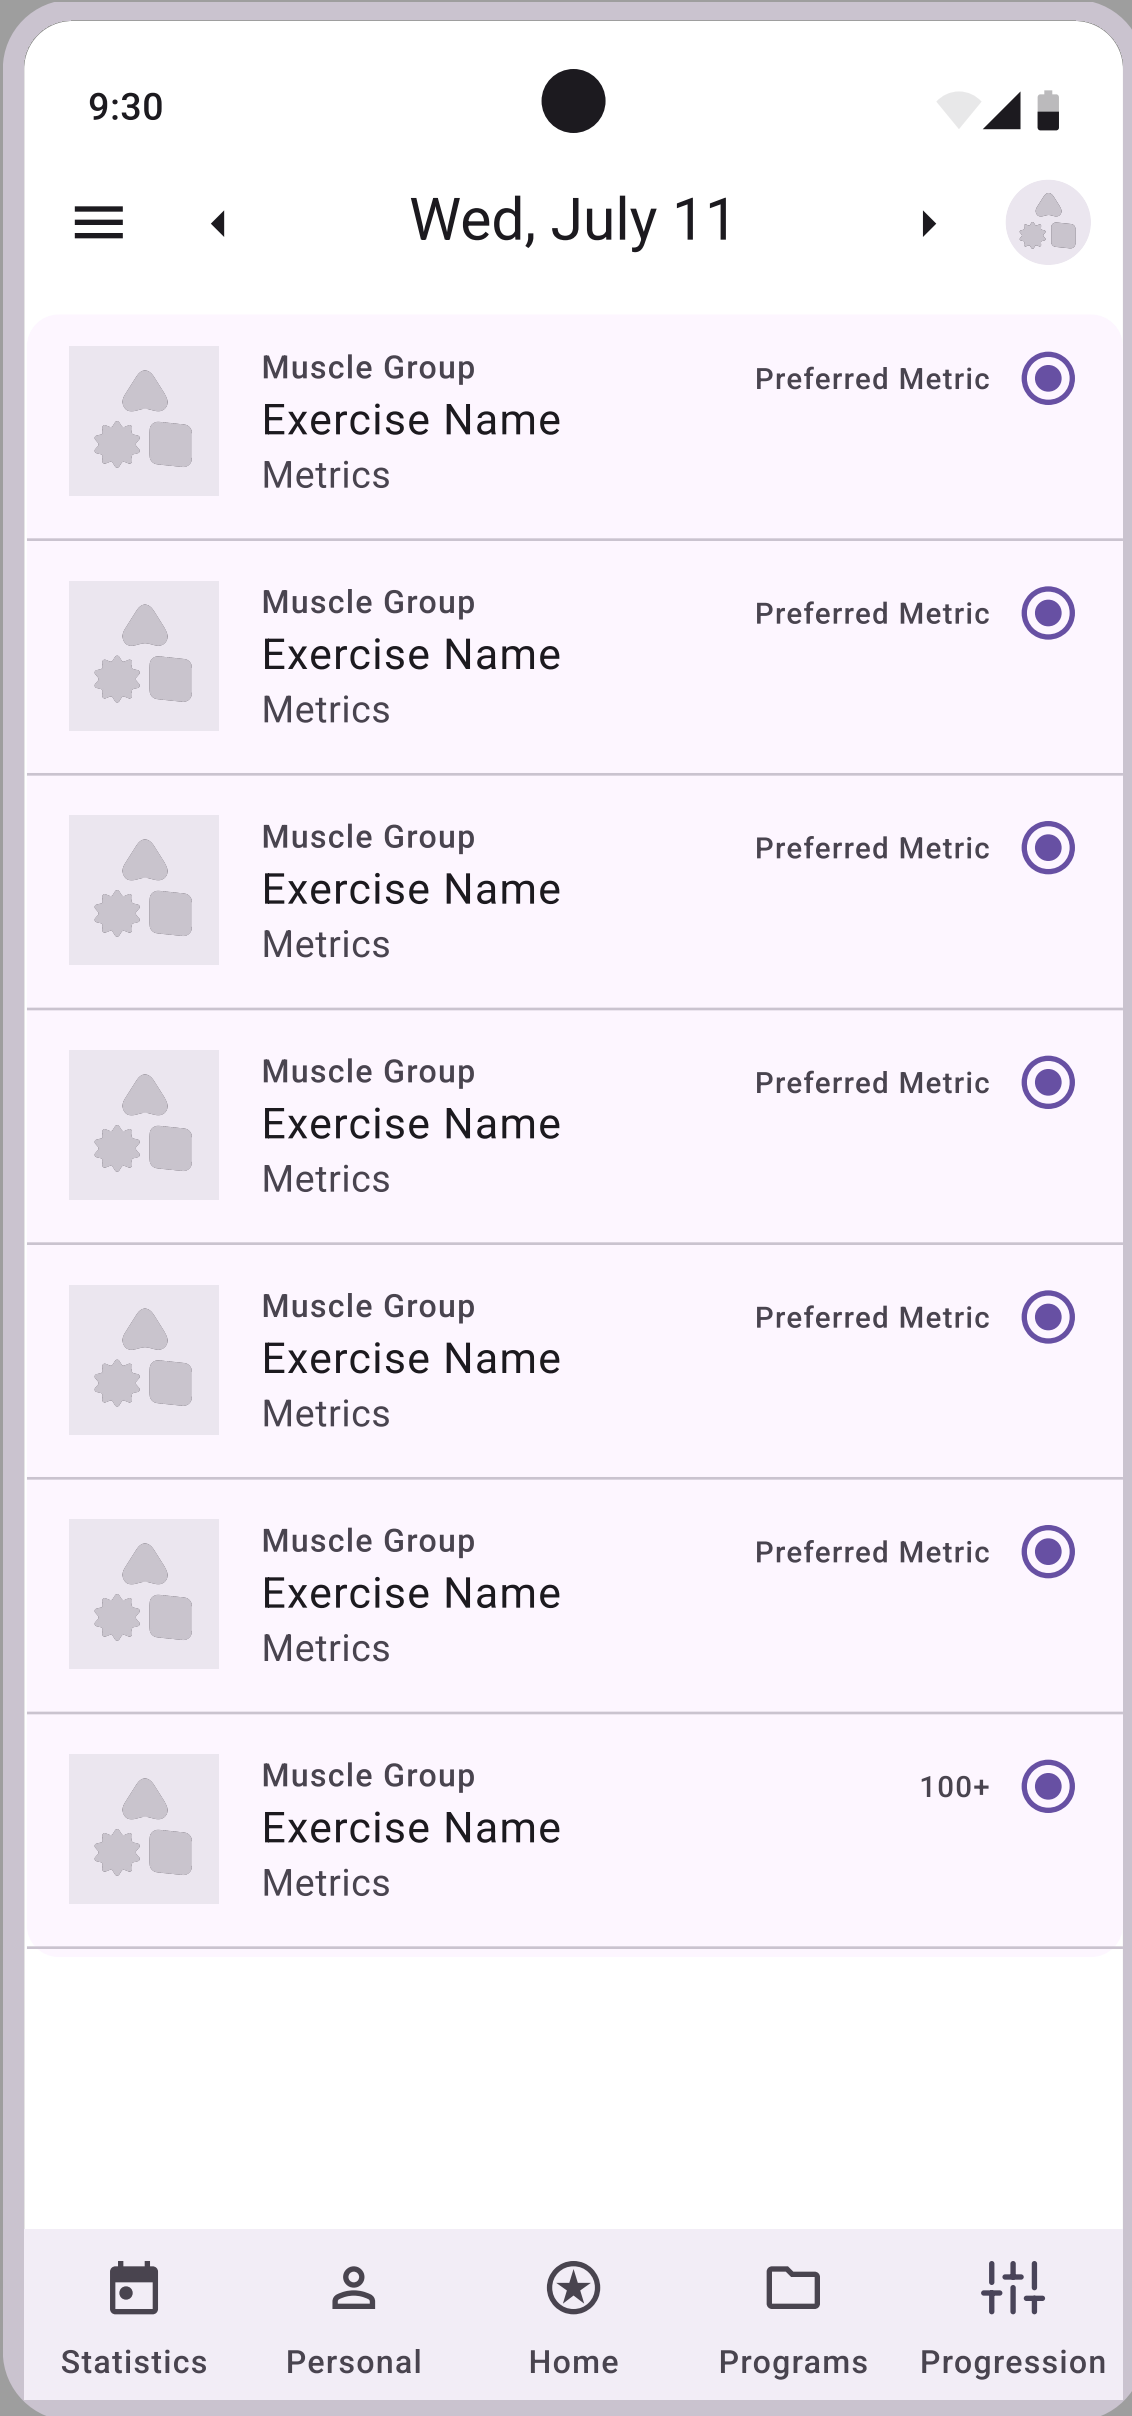 9:30
Wed, July 11
Muscle Group
Exercise Name
Metrics
Preferred Metric
Muscle Group
Exercise Name
Metrics
Preferred Metric
Muscle Group
Exercise Name
Metrics
Preferred Metric
Muscle Group
Exercise Name
Metrics
Preferred Metric
Muscle Group
Exercise Name
Metrics
Preferred Metric
Muscle Group
Exercise Name
Metrics
Preferred Metric
Muscle Group
Exercise Name
Metrics
100+
Statistics
Personal
Home
Programs
Progression